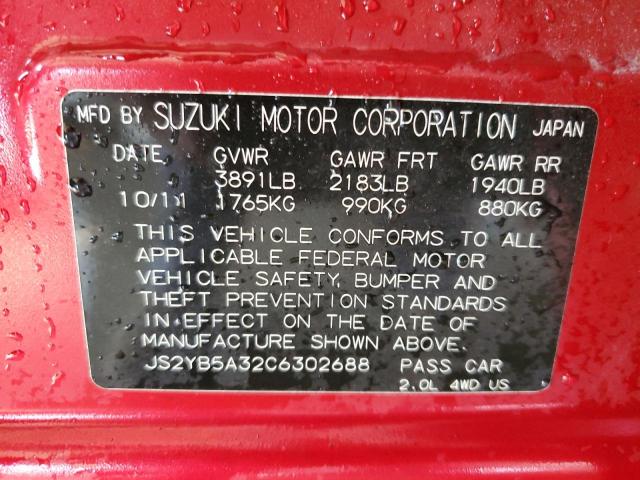 MFD BY SUZUKI MOTOR CORPORATION JAPAN
DATE GVWR GAWR FRT GAWR RR
3891LB 2183LB 1940LB
10/11 1765KG 990KG 880KG
THIS VEHICLE CONFORMS TO ALL
APPLICABLE FEDERAL MOTOR
VEHICLE SAFETY, BUMPER AND
THEFT PREVENTION STANDARDS
IN EFFECT ON THE DATE OF
MANUFACTURE SHOWN ABOVE.
JS2YB5A32C6302688 PASS CAR
2.0L 4WD US